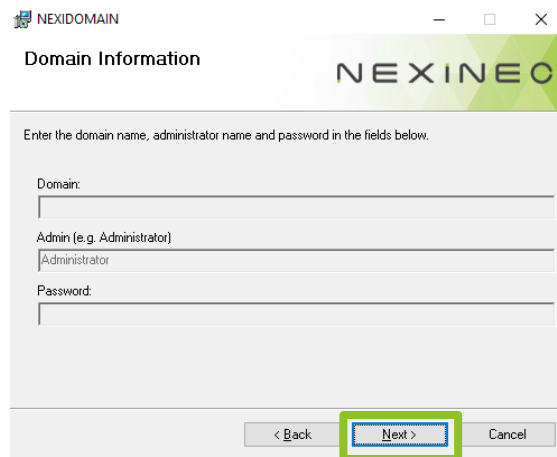 NEXIDOMAIN
Domain Information
NEXINEO
Enter the domain name, administrator name and password in the fields below.
Domain:
Admin (e.g. Administrator)
Administrator
Password:
< Back
Next >
Cancel